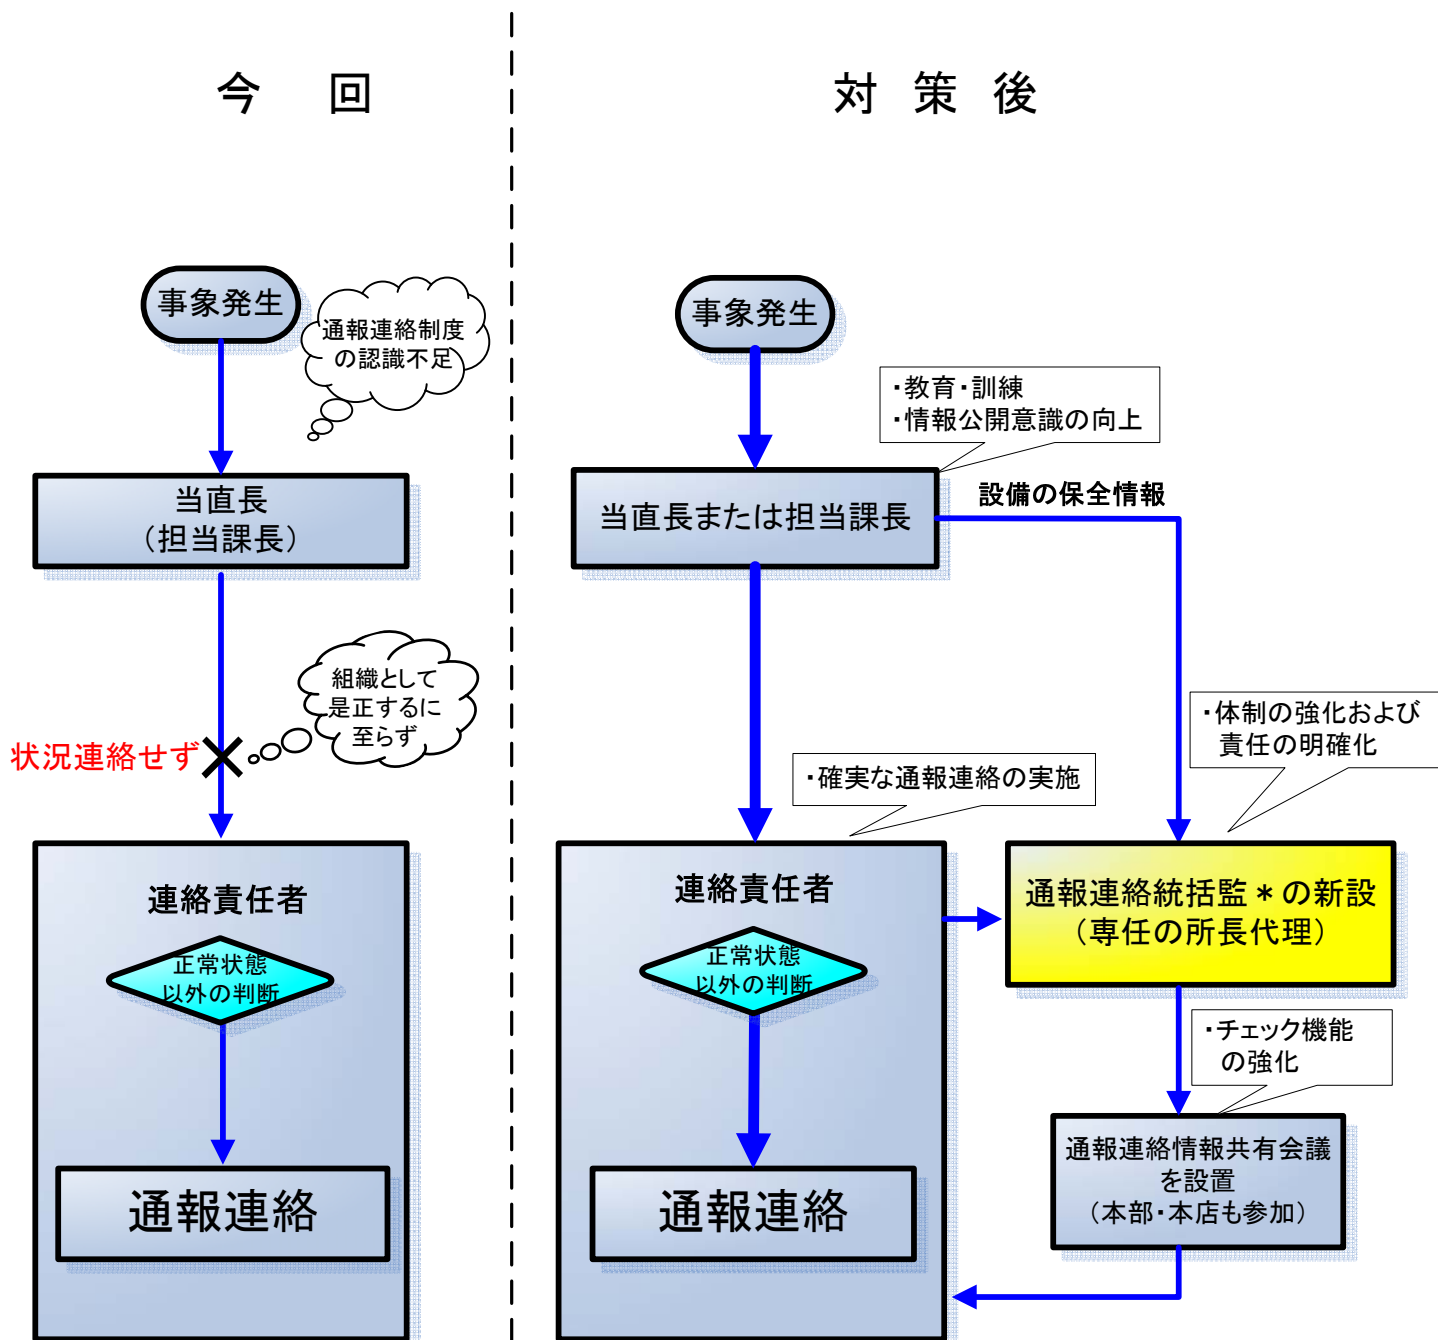 今 回
事象発生
通報連絡制度
の認識不足
当直長
（担当課長）
組織として
是正するに
至らず
状況連絡せず
連絡責任者
正常状態
以外の判断
通報連絡
対 策 後
事象発生
・教育・訓練
・情報公開意識の向上
当直長または担当課長
設備の保全情報
・体制の強化および
責任の明確化
・確実な通報連絡の実施
連絡責任者
正常状態
以外の判断
通報連絡
通報連絡統括監＊の新設
（専任の所長代理）
・チェック機能
の強化
通報連絡情報共有会議
を設置
（本部・本店も参加）